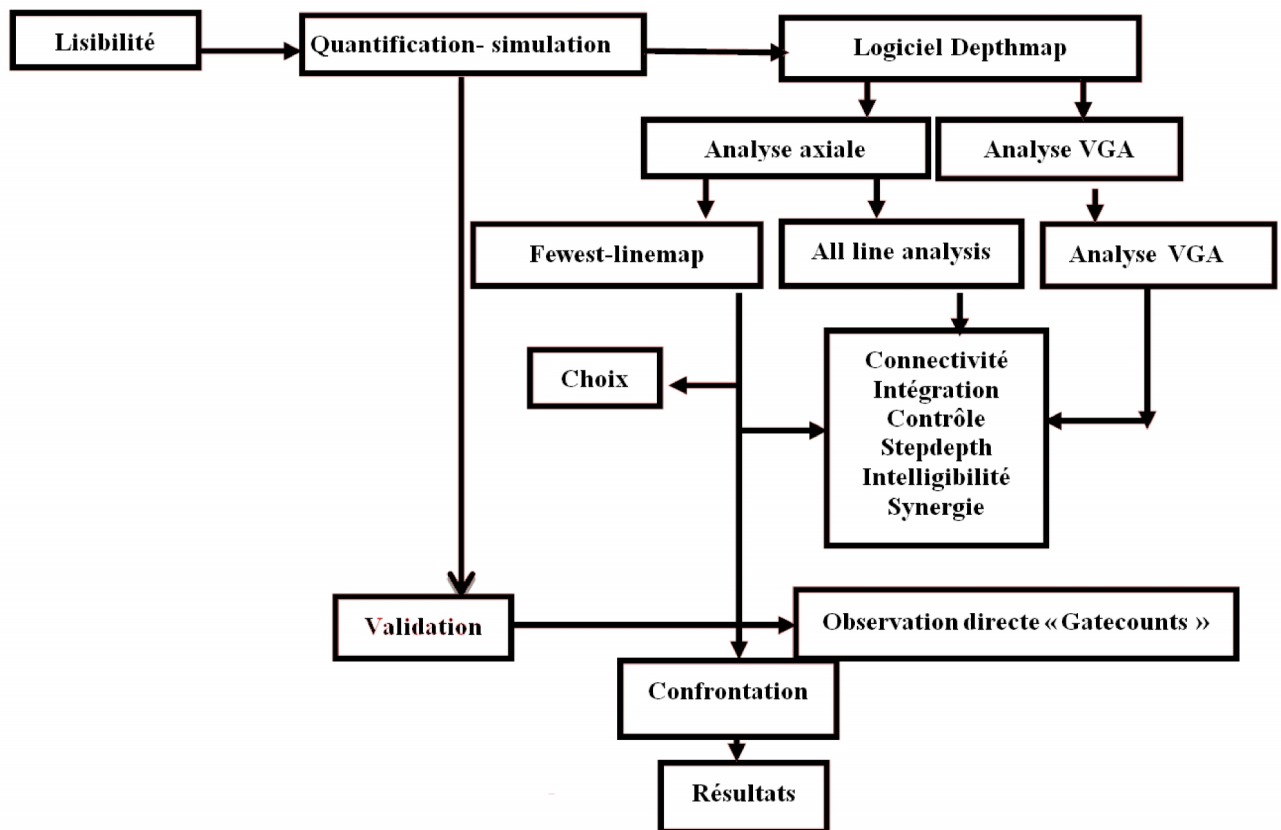 Lisibilité
Quantification- simulation
Logiciel Depthmap
Analyse axiale
Analyse VGA
Fewest-linemap
All line analysis
Analyse VGA
Choix
Connectivité
Intégration
Contrôle
Stepdepth
Intelligibilité
Synergie
Validation
Observation directe « Gatecounts »
Confrontation
Résultats